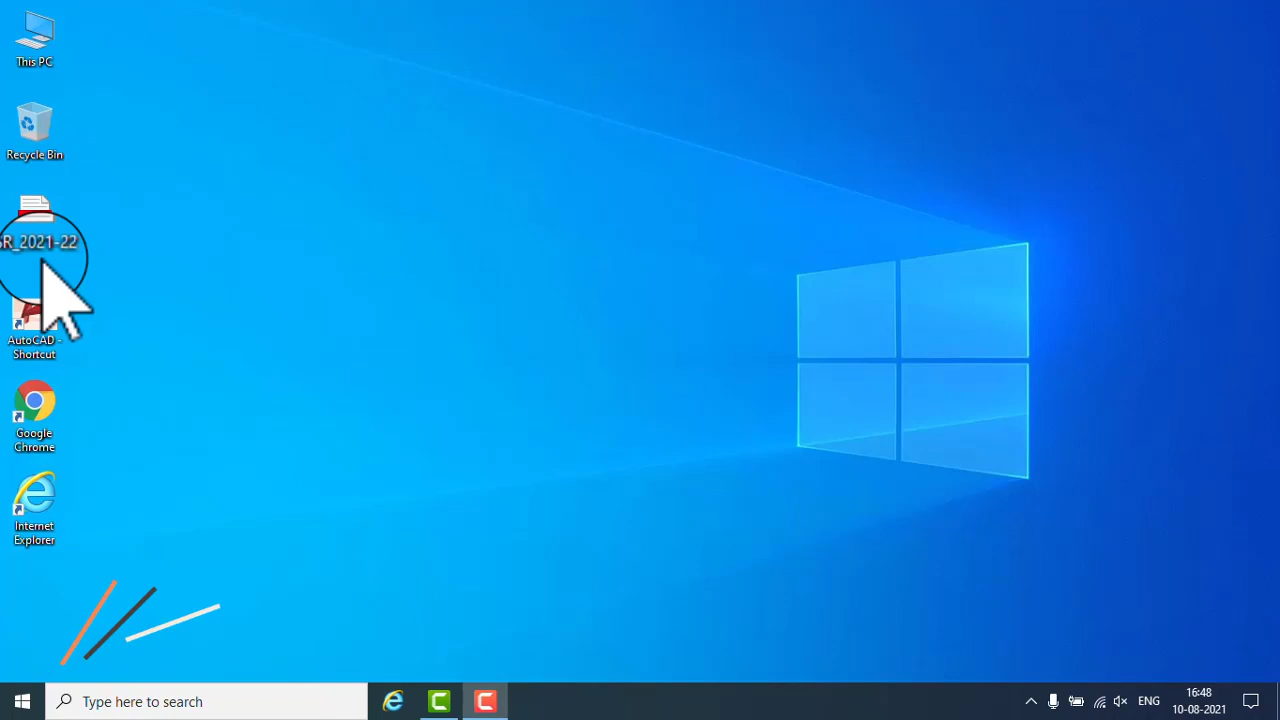 This PC
Recycle Bin
SR_2021-22
AutoCAD -
Shortcut
Google
Chrome
Internet
Explorer
Type here to search
ENG
16:48
10-08-2021